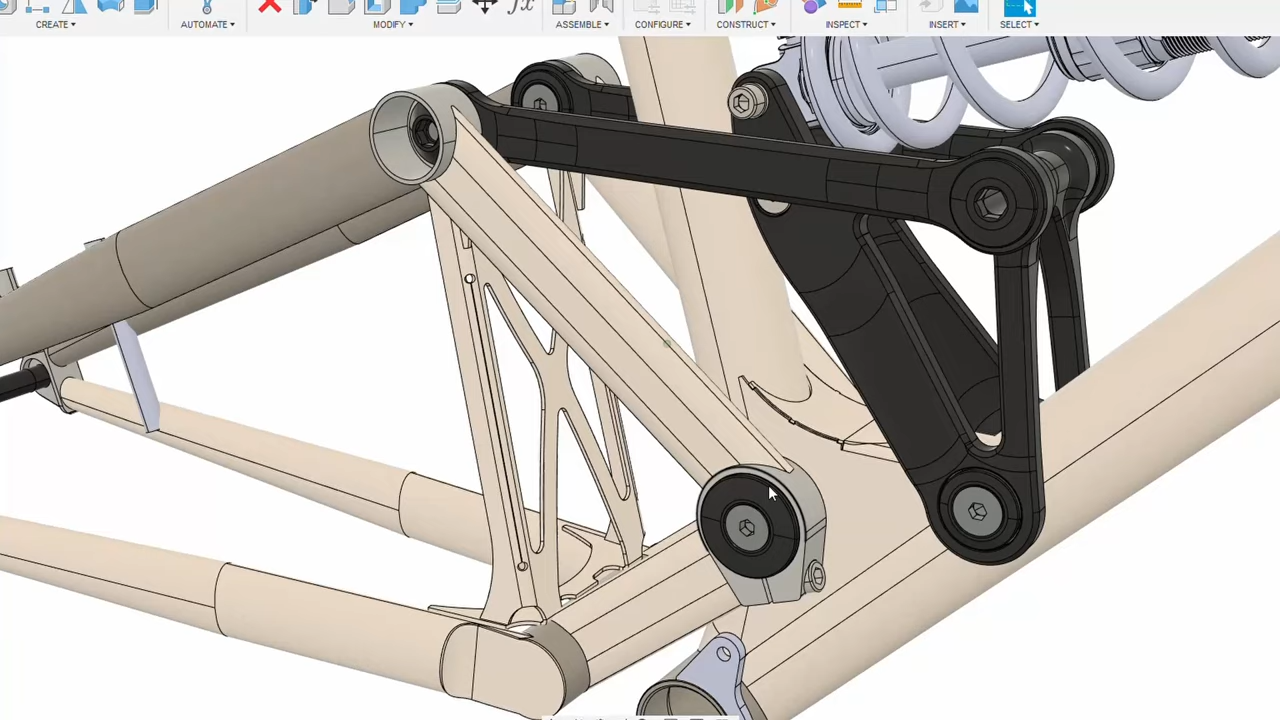 CREATE▾ AUTOMATE▾ MODIFY▾ ASSEMBLE▾ CONFIGURE▾ CONSTRUCT▾ INSPECT▾ INSERT▾ SELECT▾